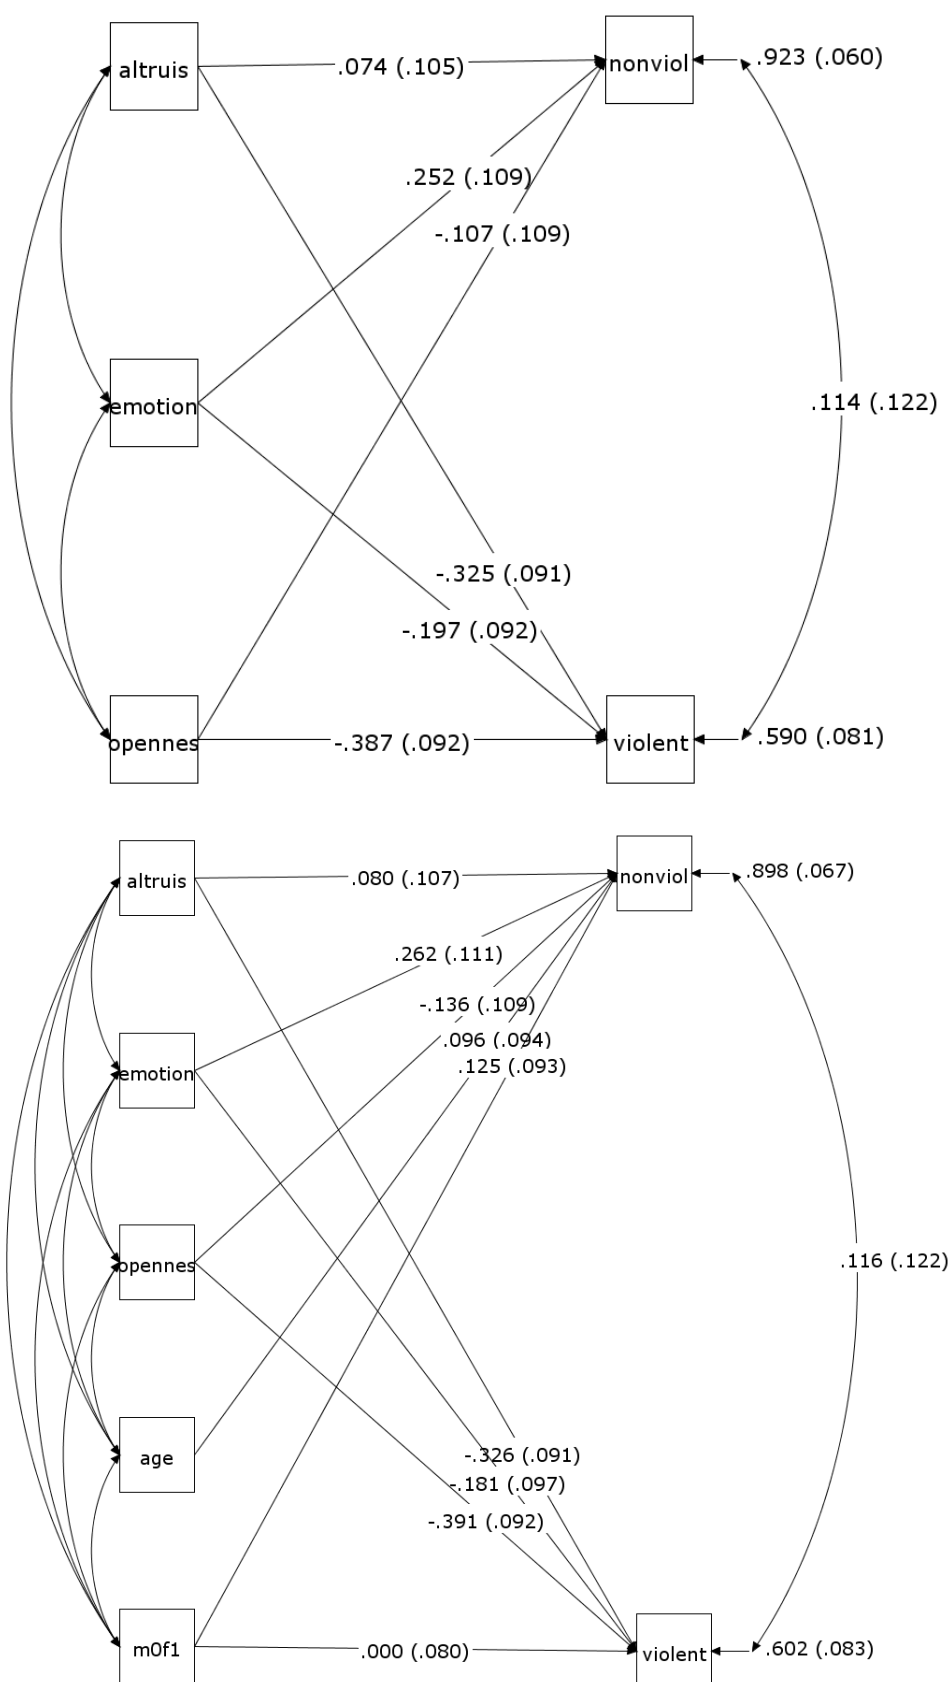 altruis
.074 (.105)
nonviol
.923 (.060)
.252 (.109)
-.107 (.109)
emotion
.114 (.122)
-.325 (.091)
-.197 (.092)
opennes
-.387 (.092)
violent
.590 (.081)
altruis
.080 (.107)
nonviol
.898 (.067)
.262 (.111)
-.136 (.109)
.096 (.094)
.125 (.093)
emotion
opennes
.116 (.122)
age
-.326 (.091)
-.181 (.097)
-.391 (.092)
m0f1
.000 (.080)
violent
.602 (.083)